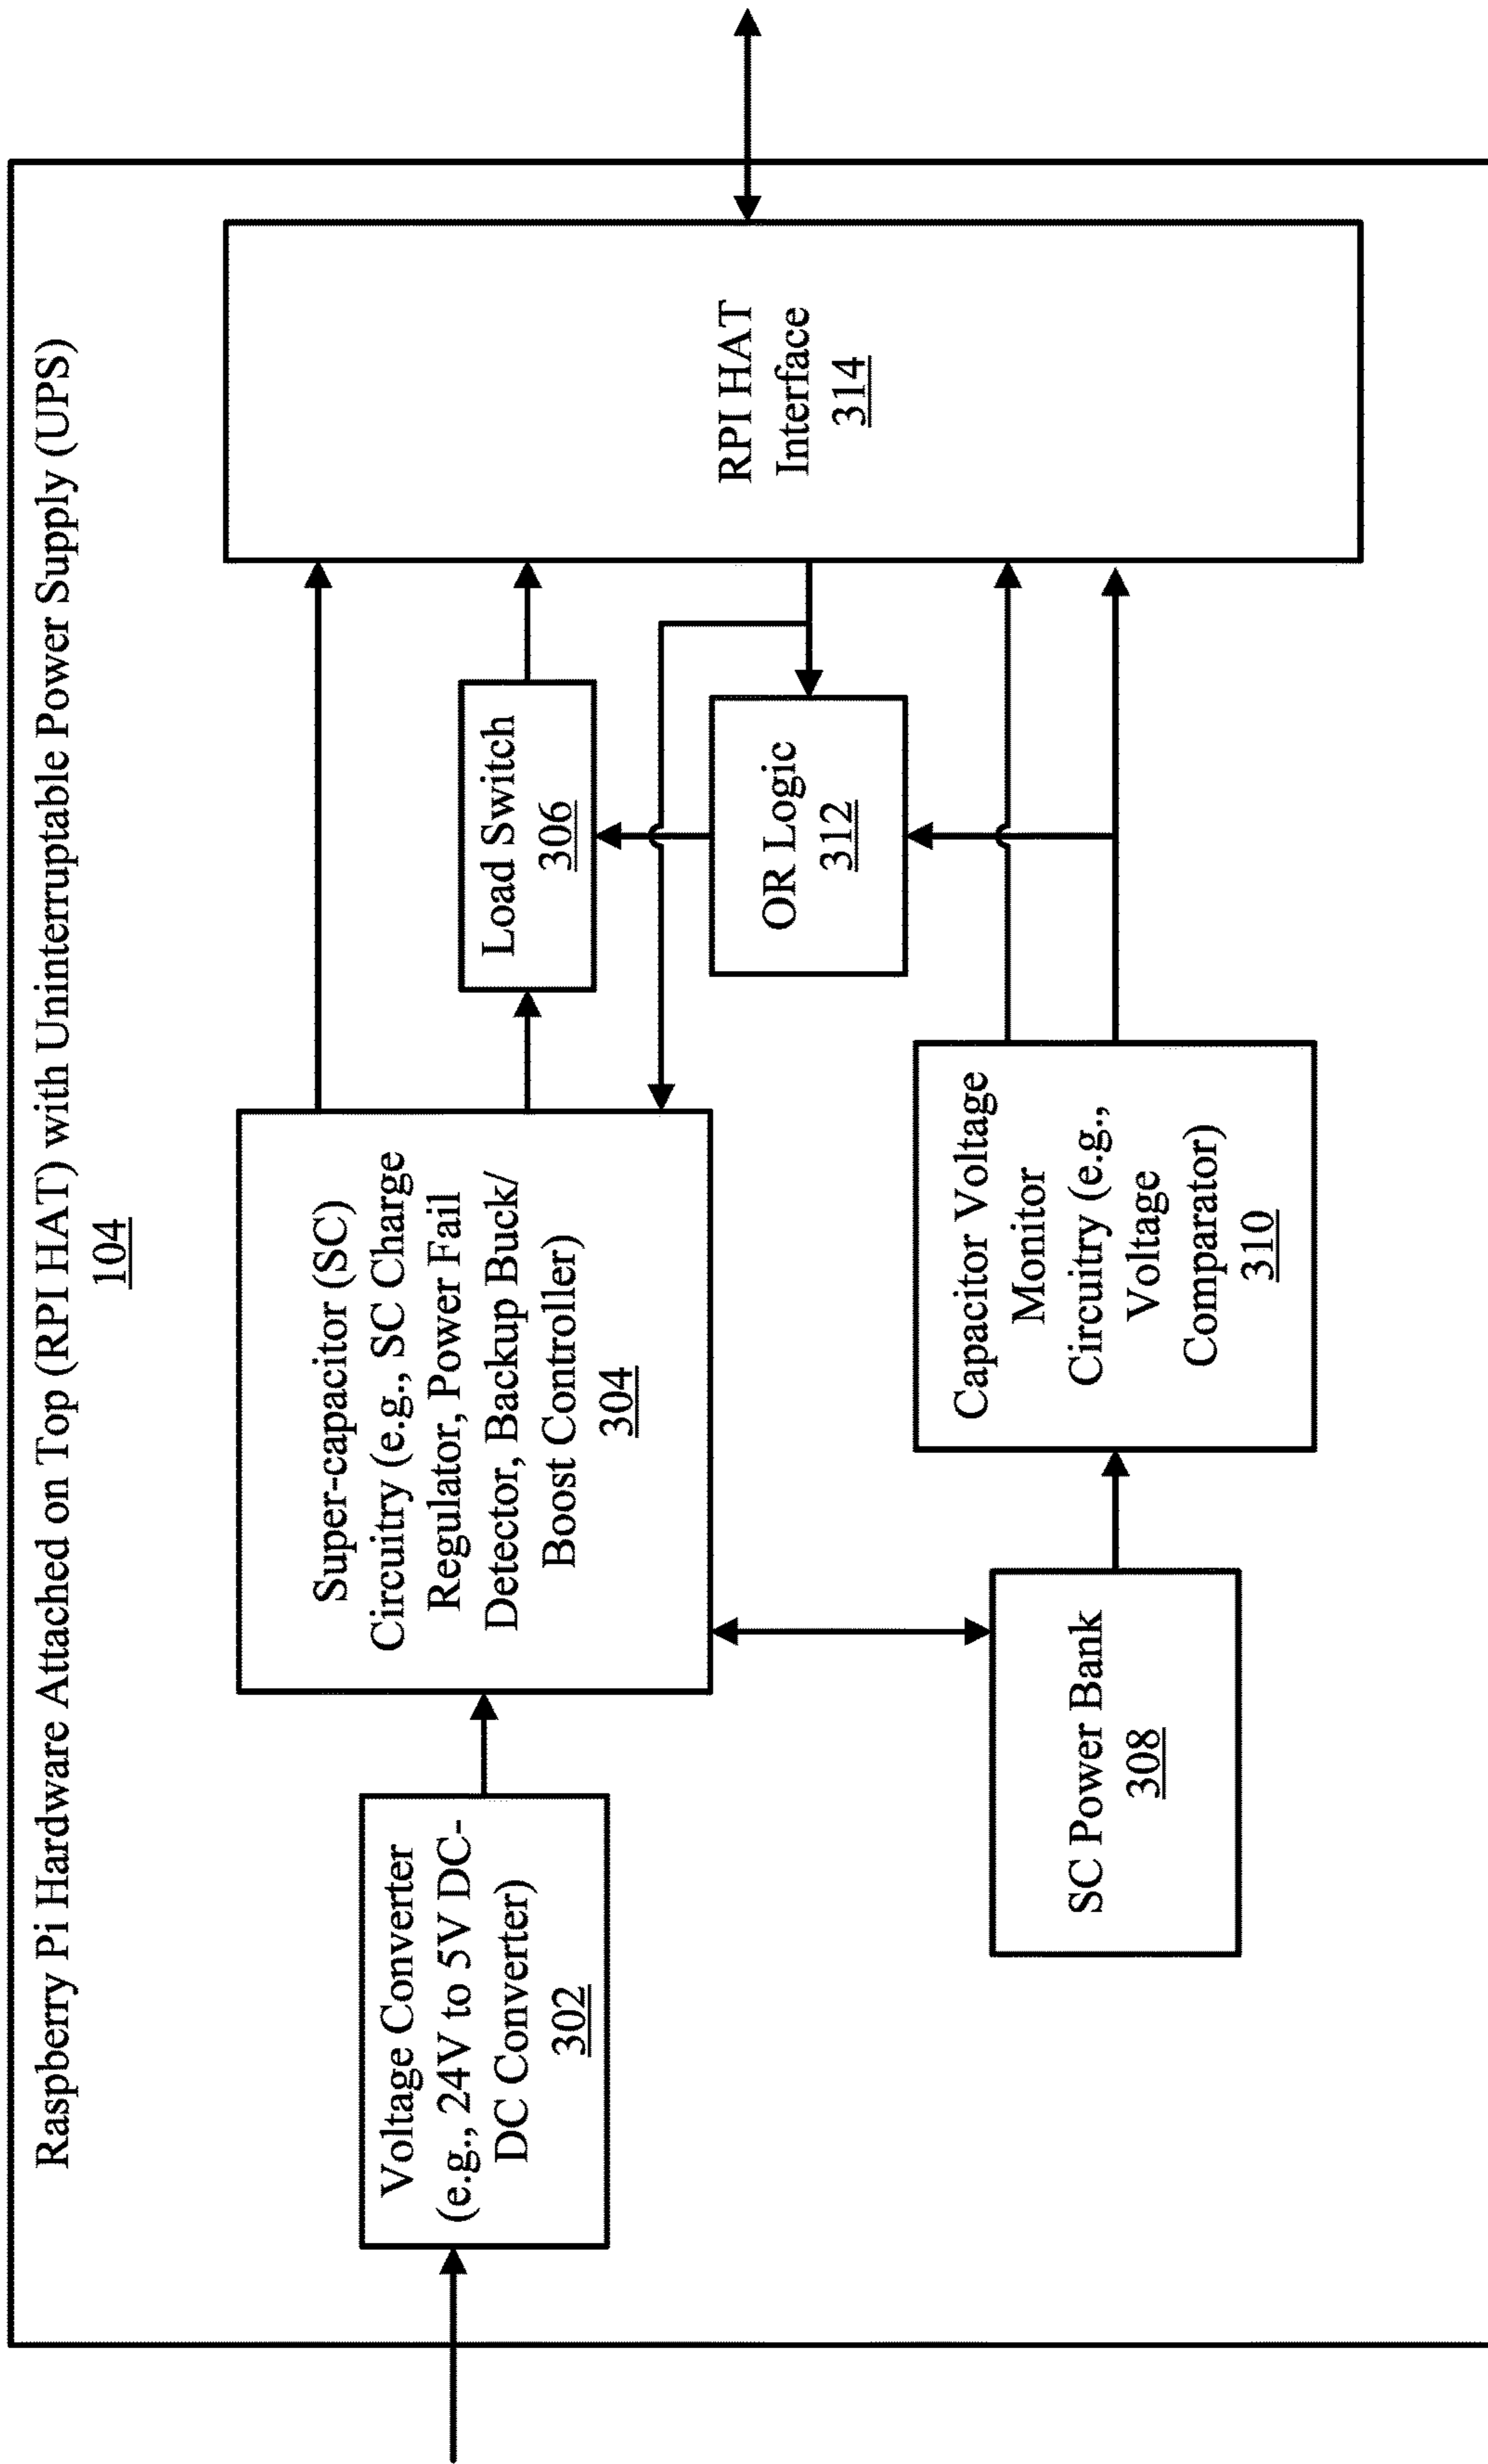 Raspberry Pi Hardware Attached on Top (RPI HAT) with Uninterruptable Power Supply (UPS)
104
Voltage Converter
(e.g., 24V to 5V DC-
DC Converter)
302
Super-capacitor (SC)
Circuitry (e.g., SC Charge
Regulator, Power Fail
Detector, Backup Buck/
Boost Controller)
304
Load Switch
306
SC Power Bank
308
Capacitor Voltage
Monitor
Circuitry (e.g.,
Voltage
Comparator)
310
OR Logic
312
RPI HAT
Interface
314